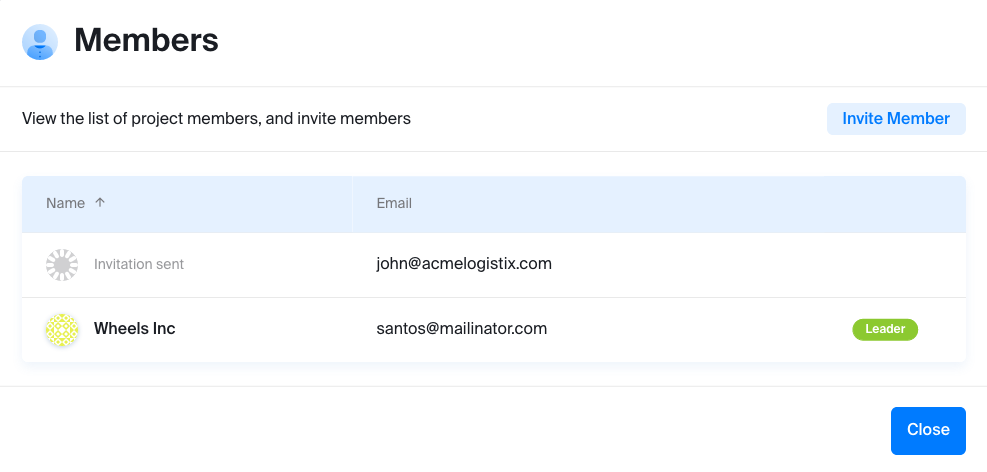 Members
View the list of project members, and invite members
Invite Member
Name ↑ Email
Invitation sent john@acmelogistix.com
Wheels Inc santos@mailinator.com Leader
Close